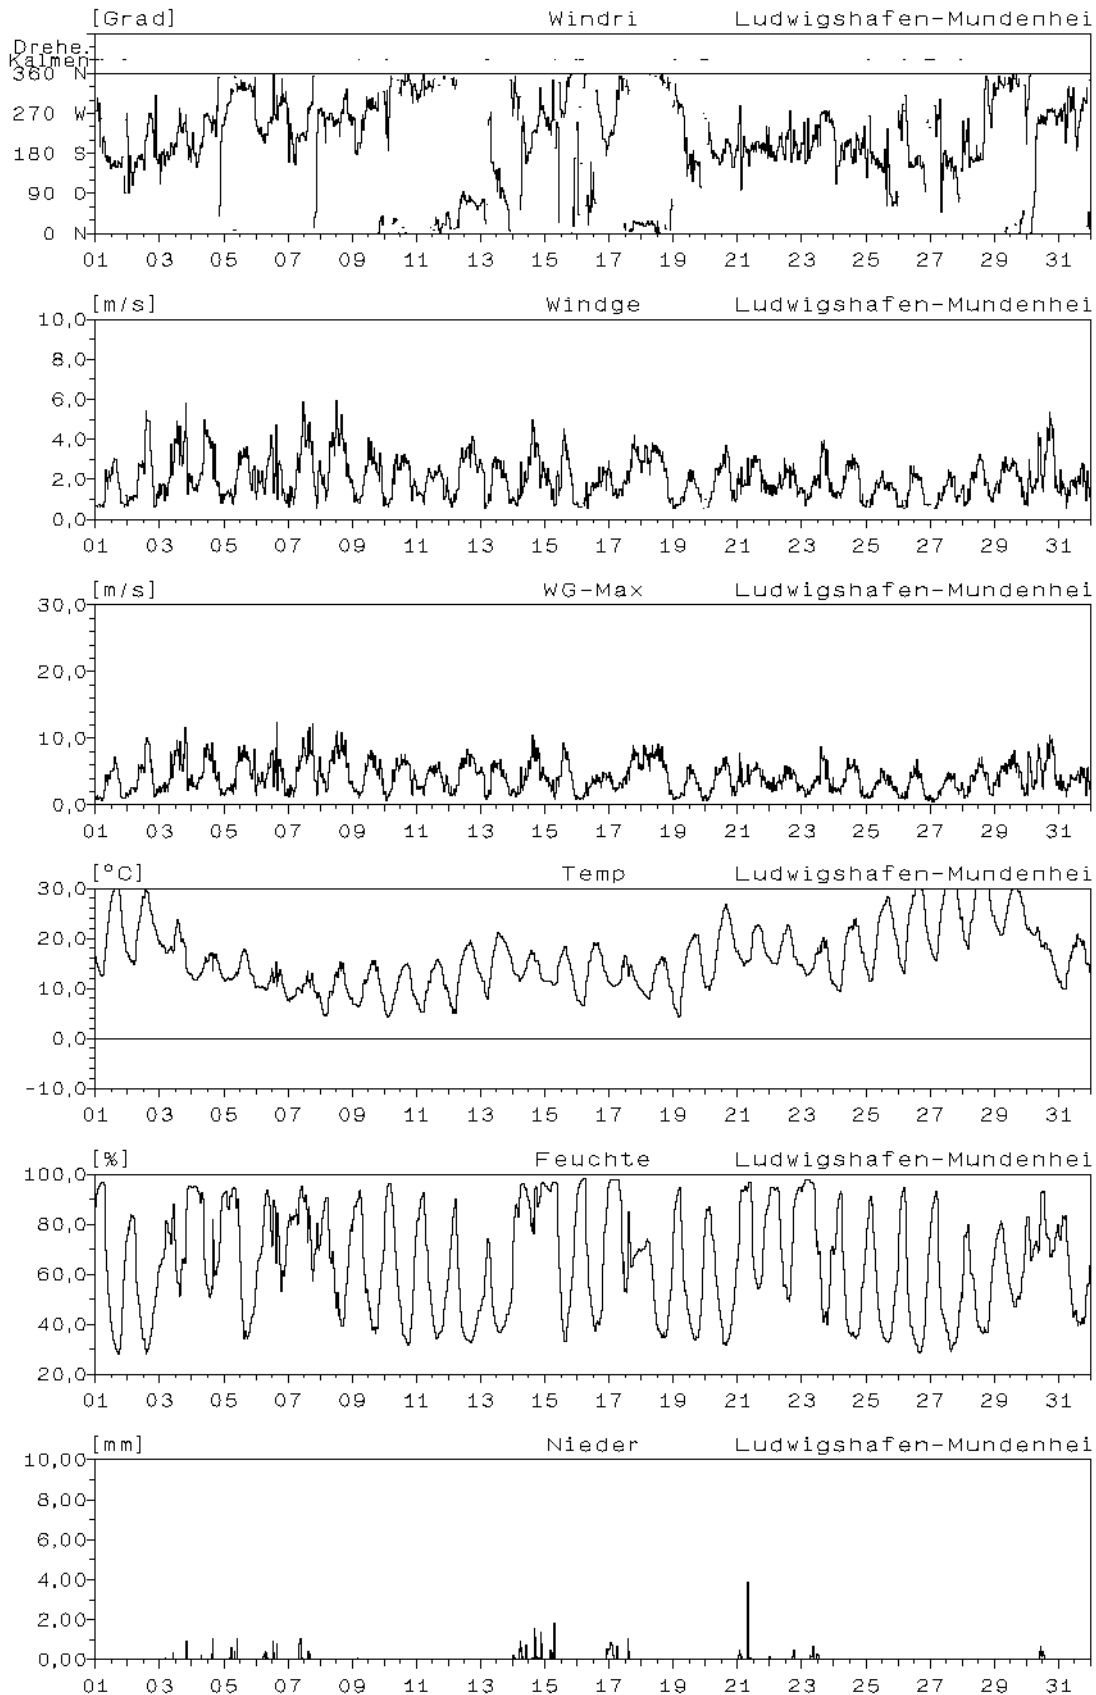 [Grad] Windri Ludwigshafen-Mundenhei
Drehe.
Kalmen
360 N
270 W
180 S
90 O
0 N
01 03 05 07 09 11 13 15 17 19 21 23 25 27 29 31
[m/s] Windge Ludwigshafen-Mundenhei
10,0
8,0
6,0
4,0
2,0
0,0
01 03 05 07 09 11 13 15 17 19 21 23 25 27 29 31
[m/s] WG-Max Ludwigshafen-Mundenhei
30,0
20,0
10,0
0,0
01 03 05 07 09 11 13 15 17 19 21 23 25 27 29 31
[°C] Temp Ludwigshafen-Mundenhei
30,0
20,0
10,0
0,0
-10,0
01 03 05 07 09 11 13 15 17 19 21 23 25 27 29 31
[%] Feuchte Ludwigshafen-Mundenhei
100,0
80,0
60,0
40,0
20,0
01 03 05 07 09 11 13 15 17 19 21 23 25 27 29 31
[mm] Nieder Ludwigshafen-Mundenhei
10,00
8,00
6,00
4,00
2,00
0,00
01 03 05 07 09 11 13 15 17 19 21 23 25 27 29 31